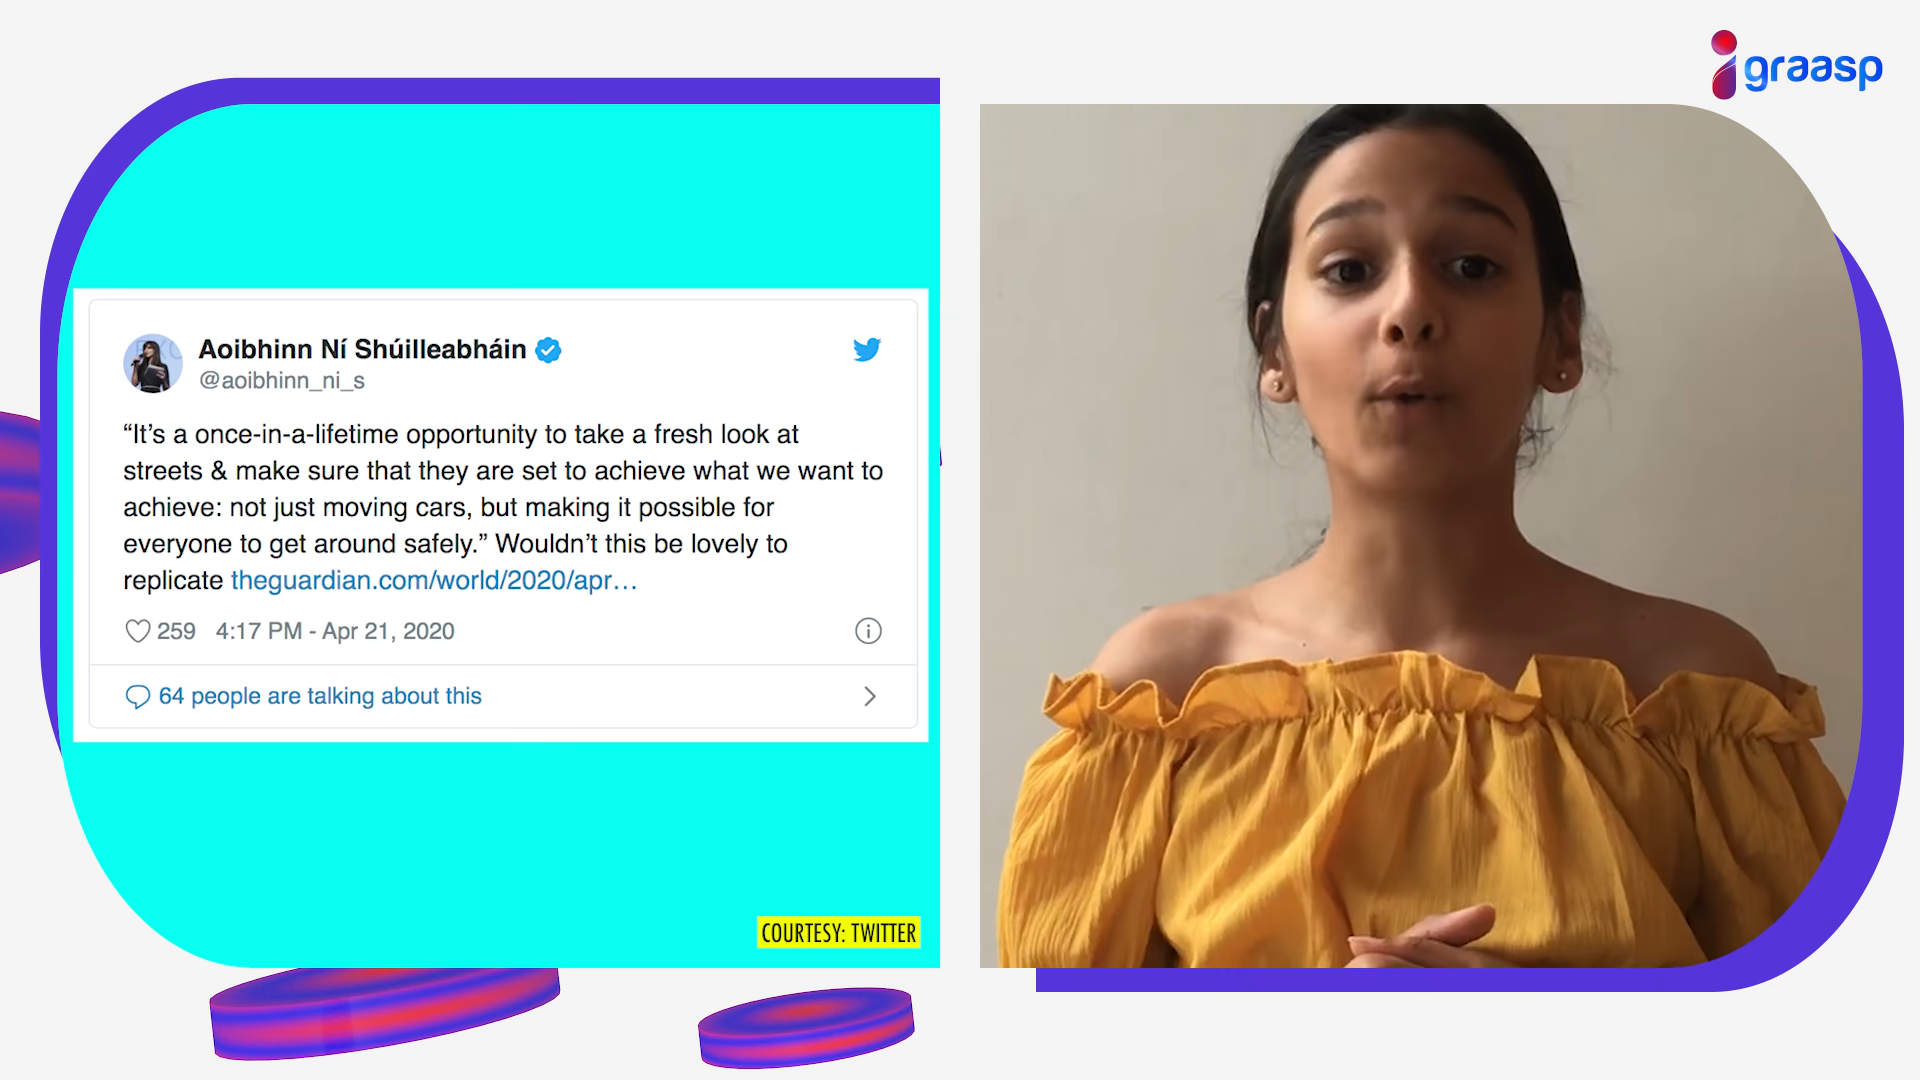 graasp
Aoibhinn Ní Shúilleabháin
@aoibhinn_ni_s
“It’s a once-in-a-lifetime opportunity to take a fresh look at
streets & make sure that they are set to achieve what we want to
achieve: not just moving cars, but making it possible for
everyone to get around safely.” Wouldn’t this be lovely to
replicate theguardian.com/world/2020/apr…
259 4:17 PM - Apr 21, 2020
64 people are talking about this
COURTESY: TWITTER